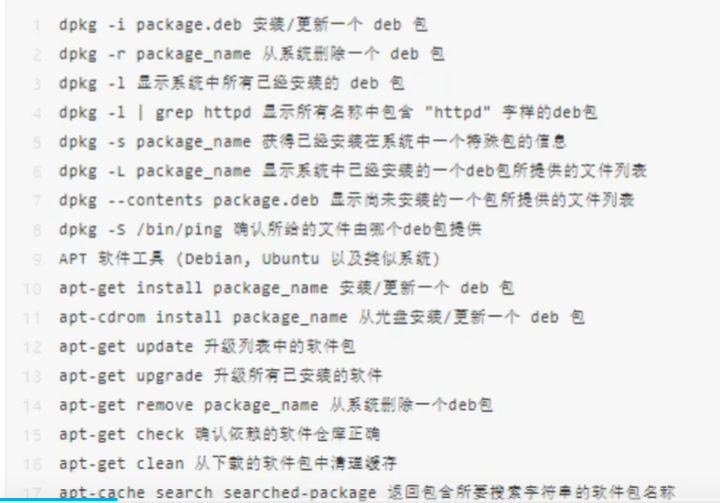 1 dpkg -i package.deb 安装/更新一个 deb 包
2 dpkg -r package_name 从系统删除一个 deb 包
3 dpkg -l 显示系统中所有已经安装的 deb 包
4 dpkg -l | grep httpd 显示所有名称中包含 "httpd" 字样的deb包
5 dpkg -s package_name 获得已经安装在系统中一个特殊包的信息
6 dpkg -L package_name 显示系统中已经安装的一个deb包所提供的文件列表
7 dpkg --contents package.deb 显示尚未安装的一个包所提供的文件列表
8 dpkg -S /bin/ping 确认所给的文件由哪个deb包提供
9 APT 软件工具 (Debian, Ubuntu 以及类似系统)
10 apt-get install package_name 安装/更新一个 deb 包
11 apt-cdrom install package_name 从光盘安装/更新一个 deb 包
12 apt-get update 升级列表中的软件包
13 apt-get upgrade 升级所有已安装的软件
14 apt-get remove package_name 从系统删除一个deb包
15 apt-get check 确认依赖的软件仓库正确
16 apt-get clean 从下载的软件包中清理缓存
17 apt-cache search searched-package 返回包含所要搜索字符串的软件包名称